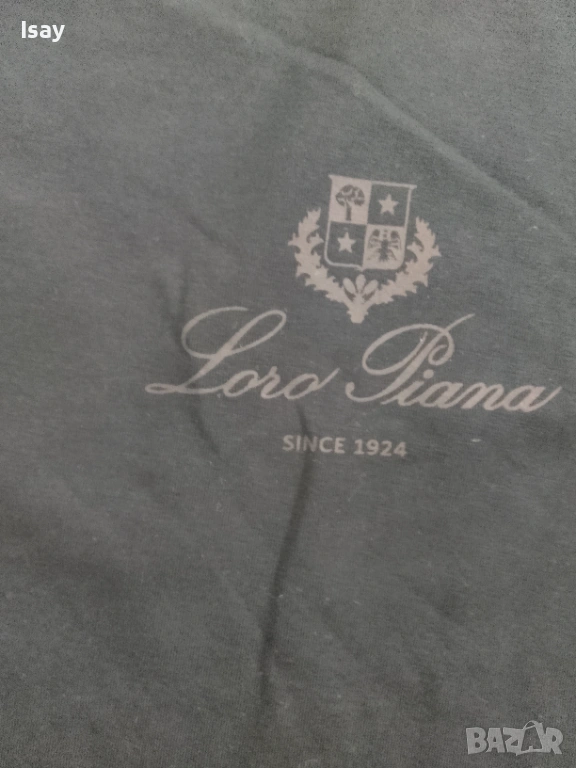 Isay
Loro Piana
SINCE 1924
BAZAR